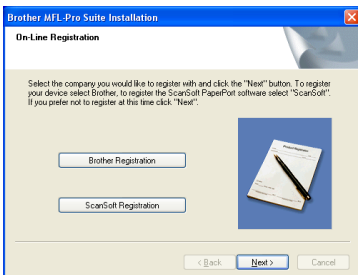 Brother MFL-Pro Suite Installation
On-Line Registration
Select the company you would like to register with and click the "Next" button. To register
your device select Brother, to register the ScanSoft PaperPort software select "ScanSoft".
If you prefer not to register at this time click "Next".
Brother Registration
ScanSoft Registration
Product Registration
< Back
Next >
Cancel